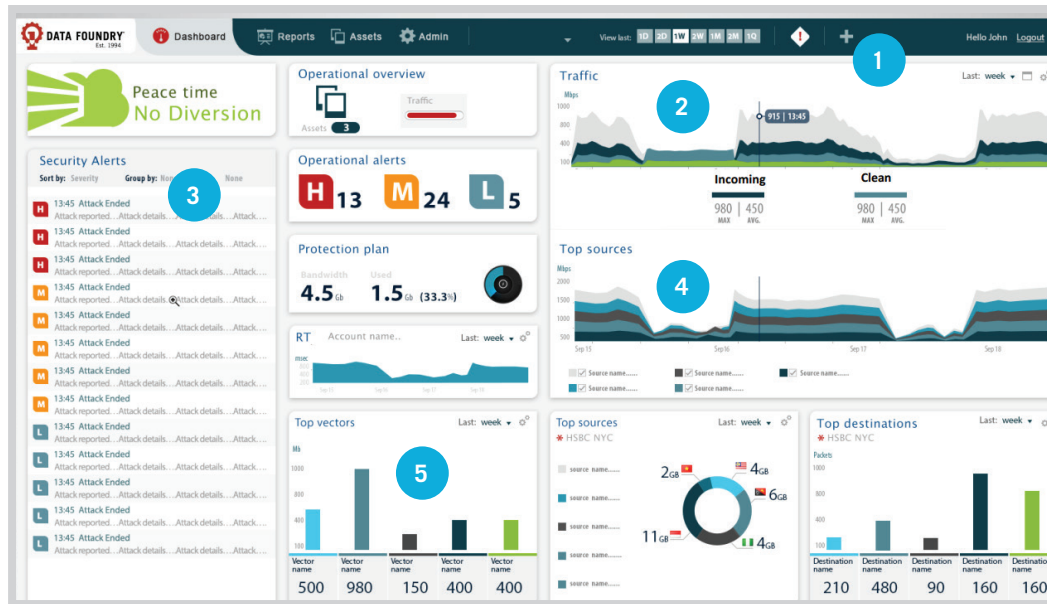 DATA FOUNDRY
Est. 1994
Dashboard
Reports
Assets
Admin
View last: 1D 2D 1W 2W 1M 2M 1Q
Hello John Logout
1
Peace time
No Diversion
Operational overview
Assets 3
Traffic
Operational alerts
H 13 M 24 L 5
Protection plan
Bandwidth Used
4.5 Gb 1.5 Gb (33.3%)
RT Account name.. Last: week
msec
600
400
200
Sep 15 Sep 16 Sep 17 Sep 18
Security Alerts
Sort by: Severity Group by: None
3
H 13:45 Attack Ended
Attack reported...Attack details....Attack details....Attack....
H 13:45 Attack Ended
Attack reported...Attack details....Attack details....Attack....
H 13:45 Attack Ended
Attack reported...Attack details....Attack details....Attack....
M 13:45 Attack Ended
Attack reported...Attack details....Attack details....Attack....
M 13:45 Attack Ended
Attack reported...Attack details....Attack details....Attack....
M 13:45 Attack Ended
Attack reported...Attack details....Attack details....Attack....
M 13:45 Attack Ended
Attack reported...Attack details....Attack details....Attack....
M 13:45 Attack Ended
Attack reported...Attack details....Attack details....Attack....
L 13:45 Attack Ended
Attack reported...Attack details....Attack details....Attack....
L 13:45 Attack Ended
Attack reported...Attack details....Attack details....Attack....
L 13:45 Attack Ended
Attack reported...Attack details....Attack details....Attack....
L 13:45 Attack Ended
Attack reported...Attack details....Attack details....Attack....
L 13:45 Attack Ended
Attack reported...Attack details....Attack details....Attack....
Traffic Last: week
Mbps
1000
800
400
100
2
915 | 13:45
Incoming Clean
980 | 450 980 | 450
MAX AVG. MAX AVG.
Top sources
Mbps
2000
1500
1000
500
4
Sep 15 Sep 16 Sep 17 Sep 18
Source name...... Source name...... Source name......
Source name...... Source name......
Top vectors Last: week
Mb
1000
800
400
100
5
Vector name Vector name Vector name Vector name Vector name
500 980 150 400 400
Top sources Last: week
* HSBC NYC
source name......
source name......
source name......
source name......
source name......
2GB 4GB
6GB
11GB 4GB
Top destinations Last: week
* HSBC NYC
Packets
1000
800
400
100
Destination name Destination name Destination name Destination name Destination name
210 480 90 160 160